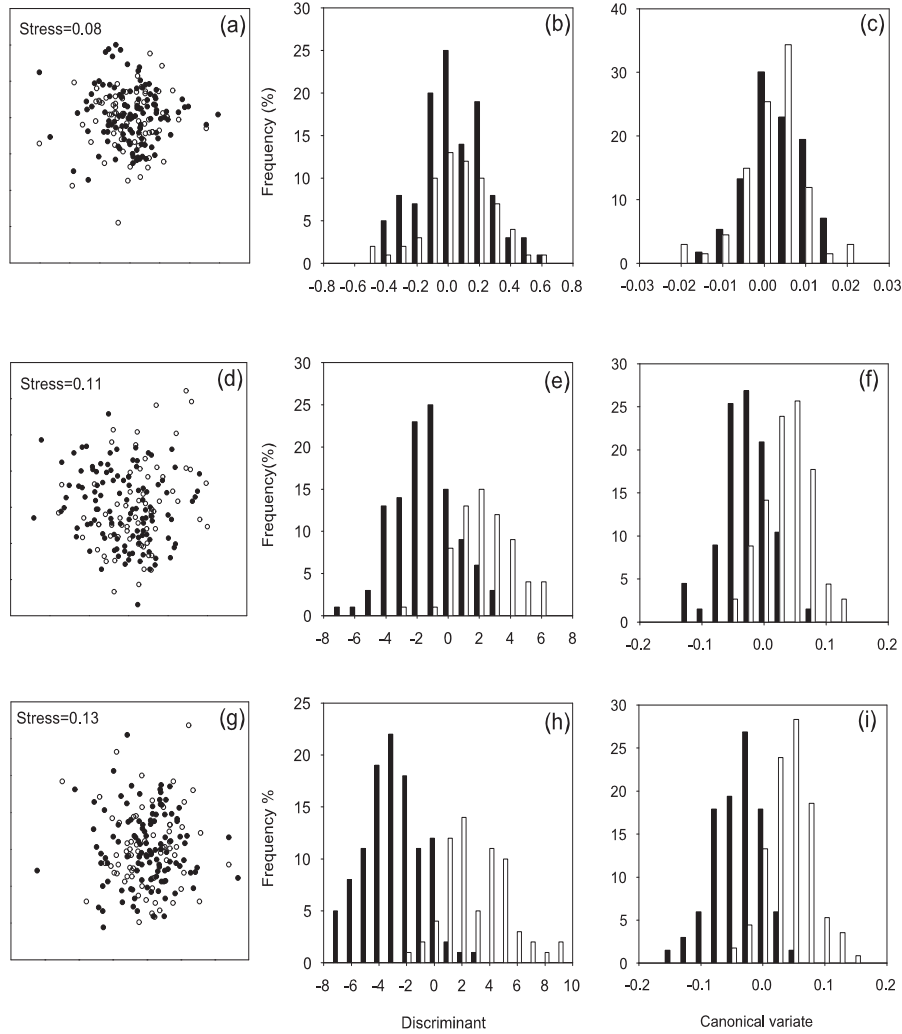 Stress=0.08
(a)
Frequency (%)
30
25
20
15
10
5
0
-0.8 -0.6 -0.4 -0.2 0.0 0.2 0.4 0.6 0.8
(b)
40
30
20
10
0
-0.03 -0.02 -0.01 0.00 0.01 0.02 0.03
(c)
Stress=0.11
(d)
Frequency(%)
30
25
20
15
10
5
0
-8 -6 -4 -2 0 2 4 6 8
(e)
30
25
20
15
10
5
0
-0.2 -0.1 0.0 0.1 0.2
(f)
Stress=0.13
(g)
Frequency %
25
20
15
10
5
0
-8 -6 -4 -2 0 2 4 6 8 10
(h)
Discriminant
30
25
20
15
10
5
0
-0.2 -0.1 0.0 0.1 0.2
(i)
Canonical variate